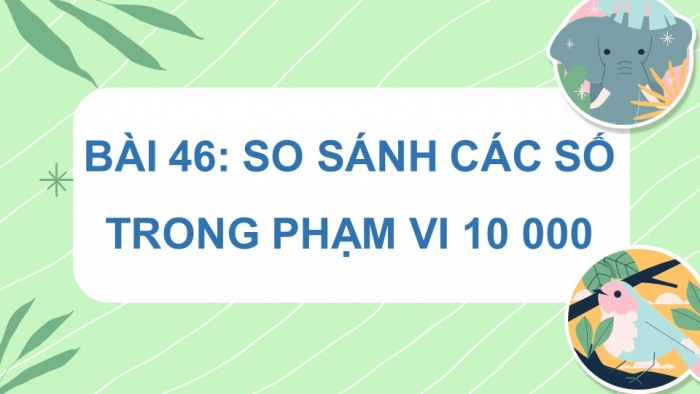 BÀI 46: SO SÁNH CÁC SỐ
TRONG PHẠM VI 10 000